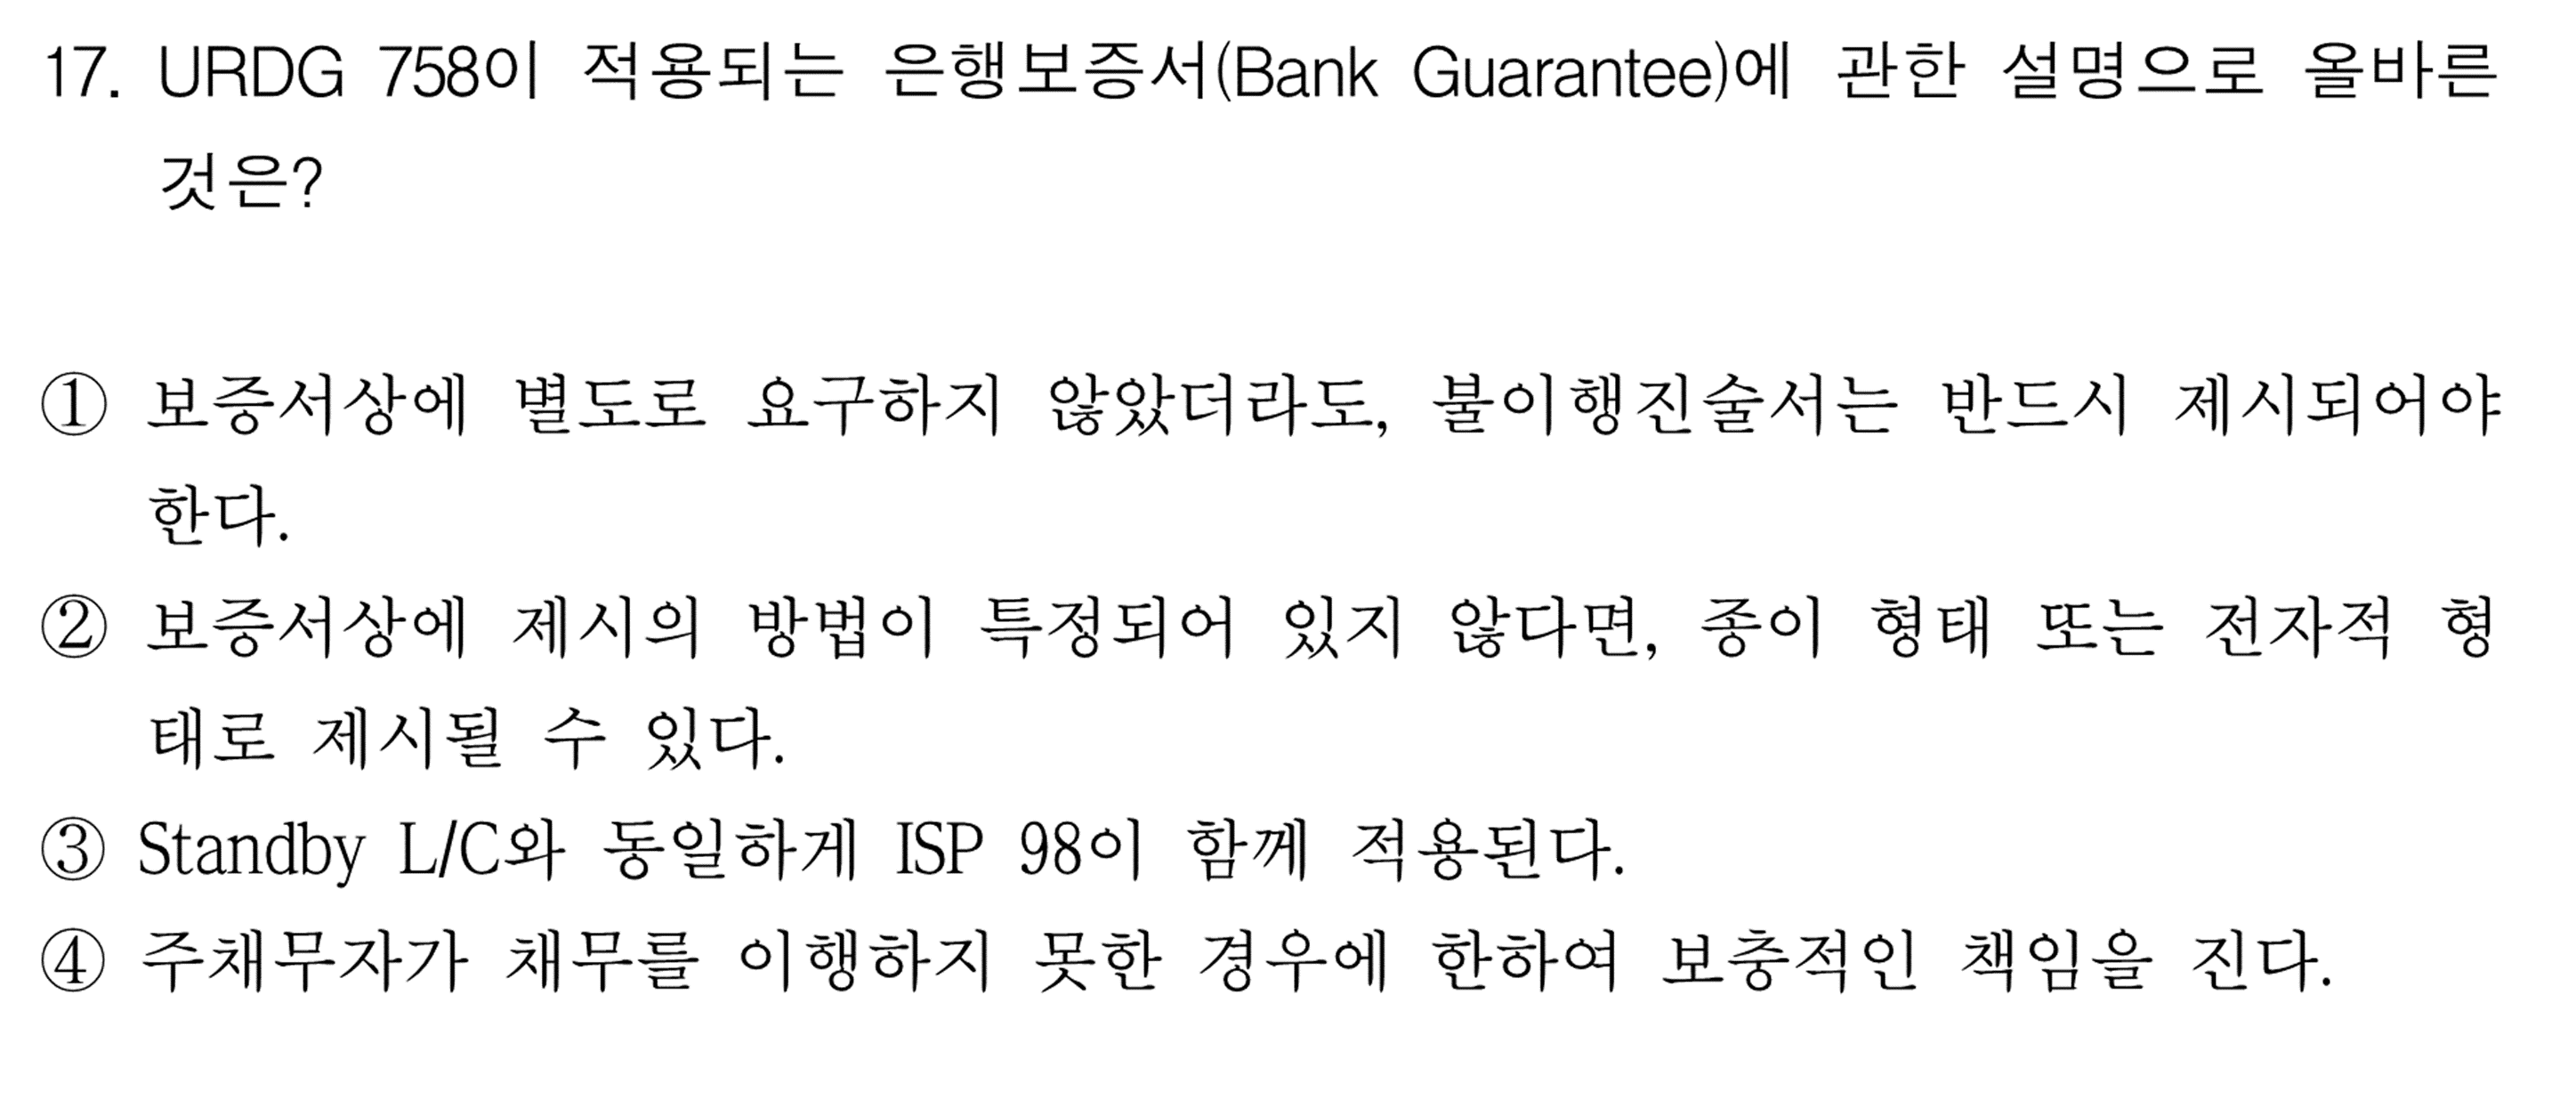 17. URDG 758이 적용되는 은행보증서(Bank Guarantee)에 관한 설명으로 올바른
것은?
① 보증서상에 별도로 요구하지 않았더라도, 불이행진술서는 반드시 제시되어야
한다.
② 보증서상에 제시의 방법이 특정되어 있지 않다면, 종이 형태 또는 전자적 형
태로 제시될 수 있다.
③ Standby L/C와 동일하게 ISP 98이 함께 적용된다.
④ 주채무자가 채무를 이행하지 못한 경우에 한하여 보충적인 책임을 진다.